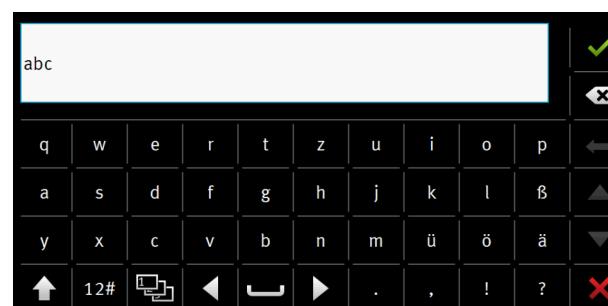 abc
q w e r t z u i o p
a s d f g h j k l ß
y x c v b n m ü ö ä
12# . , ! ?